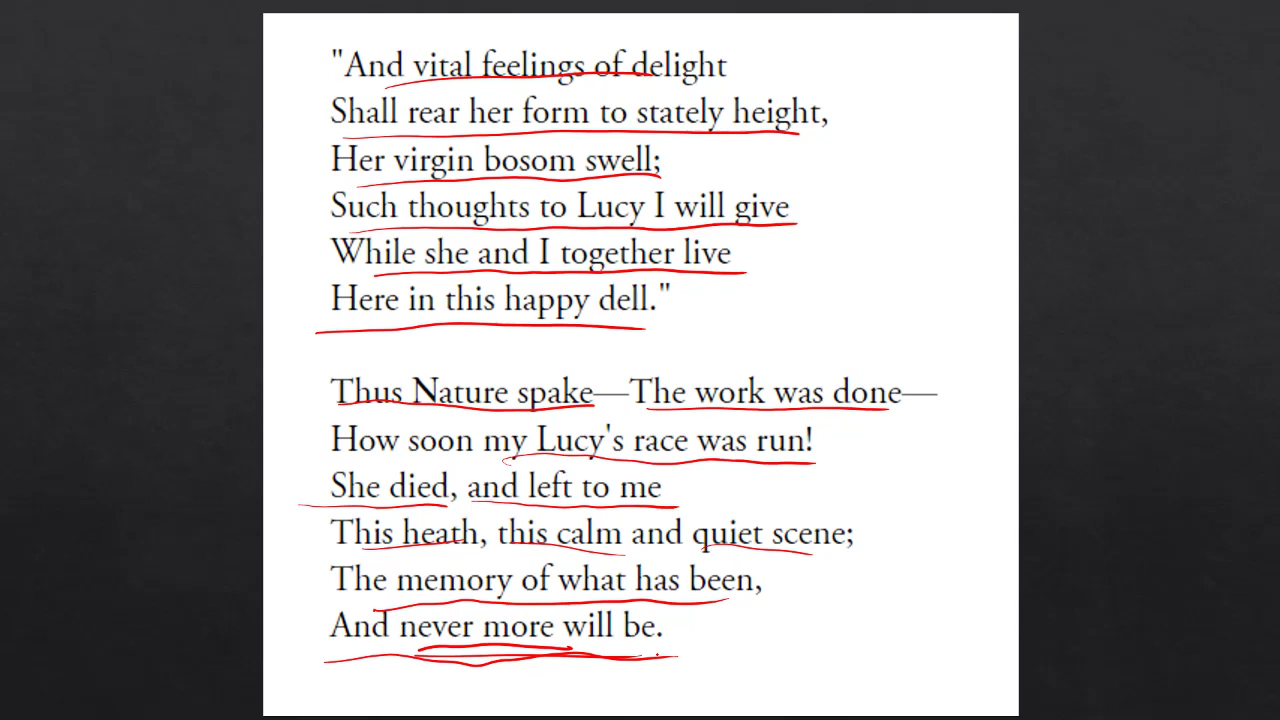 "And vital feelings of delight
Shall rear her form to stately height,
Her virgin bosom swell;
Such thoughts to Lucy I will give
While she and I together live
Here in this happy dell."
Thus Nature spake—The work was done—
How soon my Lucy's race was run!
She died, and left to me
This heath, this calm and quiet scene;
The memory of what has been,
And never more will be.